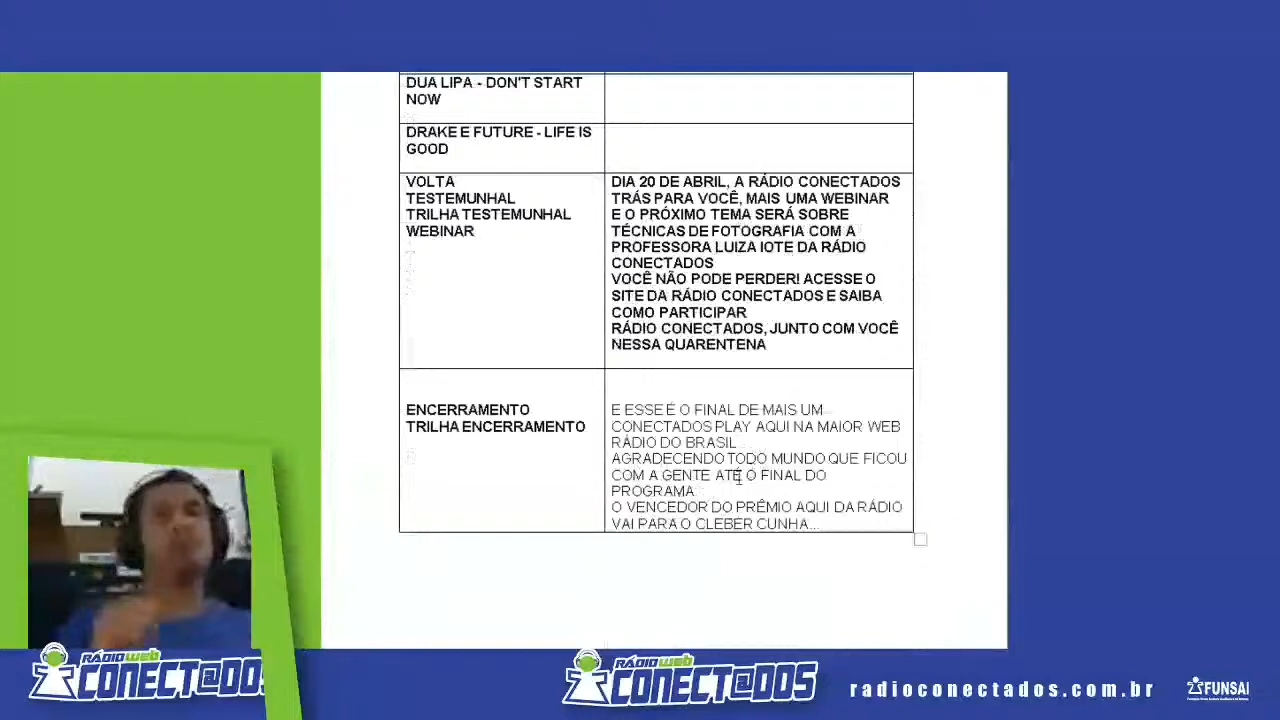 DUA LIPA - DON'T START
NOW
DRAKE E FUTURE - LIFE IS
GOOD
VOLTA
TESTEMUNHAL
TRILHA TESTEMUNHAL
WEBINAR
DIA 20 DE ABRIL, A RÁDIO CONECTADOS
TRÁS PARA VOCÊ, MAIS UMA WEBINAR
E O PRÓXIMO TEMA SERÁ SOBRE
TÉCNICAS DE FOTOGRAFIA COM A
PROFESSORA LUIZA IOTE DA RÁDIO
CONECTADOS
VOCÊ NÃO PODE PERDER! ACESSE O
SITE DA RÁDIO CONECTADOS E SAIBA
COMO PARTICIPAR
RÁDIO CONECTADOS, JUNTO COM VOCÊ
NESSA QUARENTENA
ENCERRAMENTO
TRILHA ENCERRAMENTO
E ESSE É O FINAL DE MAIS UM
CONECTADOS PLAY AQUI NA MAIOR WEB
RÁDIO DO BRASIL
AGRADECENDO TODO MUNDO QUE FICOU
COM A GENTE ATÉ O FINAL DO
PROGRAMA
O VENCEDOR DO PRÊMIO AQUI DA RÁDIO
VAI PARA O CLEBER CUNHA...
RÁDIO web
CONECT@DOS
RÁDIO web
CONECT@DOS
radioconectados.com.br
FUNSAI